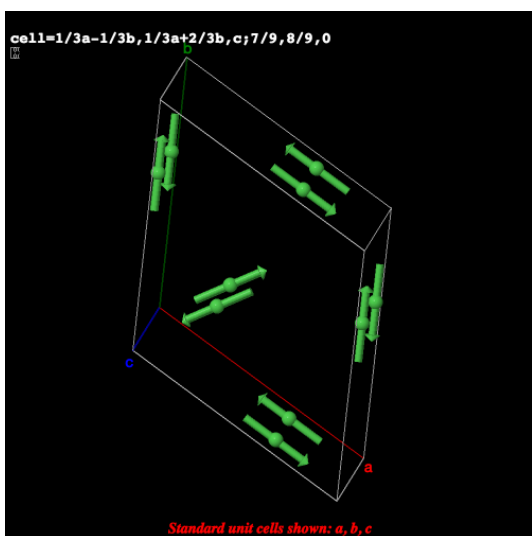 cell=1/3a-1/3b,1/3a+2/3b,c;7/9,8/9,0
b
c
a
Standard unit cells shown: a, b, c